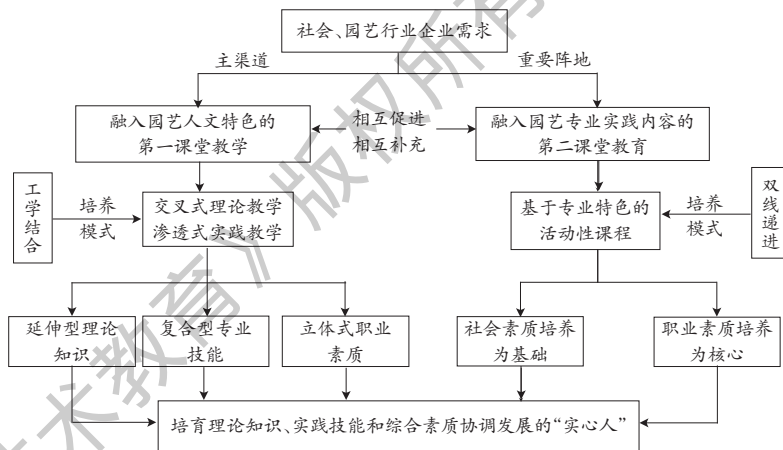 社会、园艺行业企业需求
主渠道
重要阵地
融入园艺人文特色的
第一课堂教学
相互促进
相互补充
融入园艺专业实践内容的
第二课堂教育
工学结合
培养
模式
交叉式理论教学
渗透式实践教学
基于专业特色的
活动性课程
培养
模式
双线递进
延伸型理论
知识
复合型专业
技能
立体式职业
素质
社会素质培养
为基础
职业素质培养
为核心
培育理论知识、实践技能和综合素质协调发展的“实心人”
术教育》版权所有